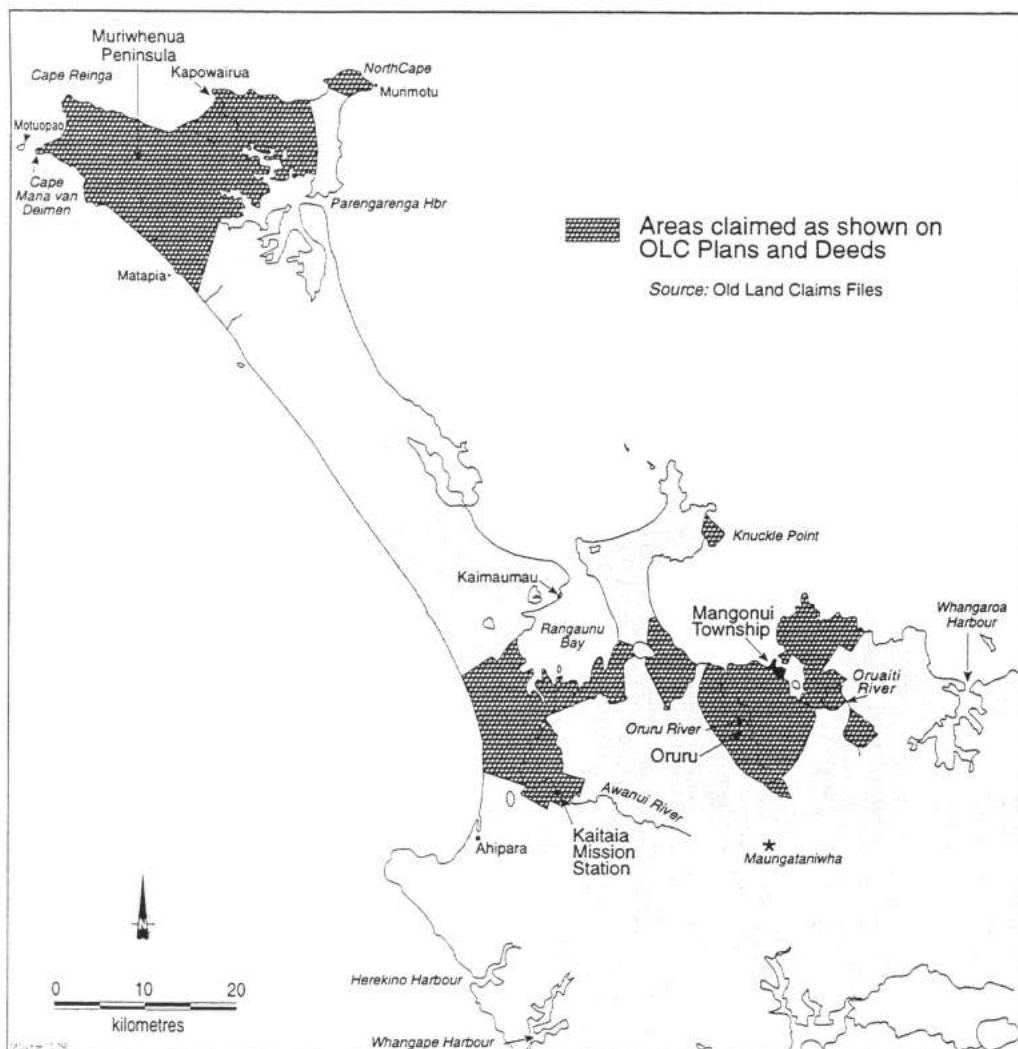 Muriwhenua
Peninsula
Cape Reinga
Kapowairua
NorthCape
Murimotu
Motuopao
Cape
Maria van
Deimen
Parengarenga Hbr
Matapia
Areas claimed as shown on
OLC Plans and Deeds
Source: Old Land Claims Files
Knuckle Point
Kaimaumau
Rangaunu
Bay
Mangonui
Township
Whangaroa
Harbour
Oruaiti
River
Oruru River
Oruru
Awanui River
Ahipara
Kaitaia
Mission
Station
Maungataniwha
N
Herekino Harbour
0 10 20
kilometres
Whangape Harbour